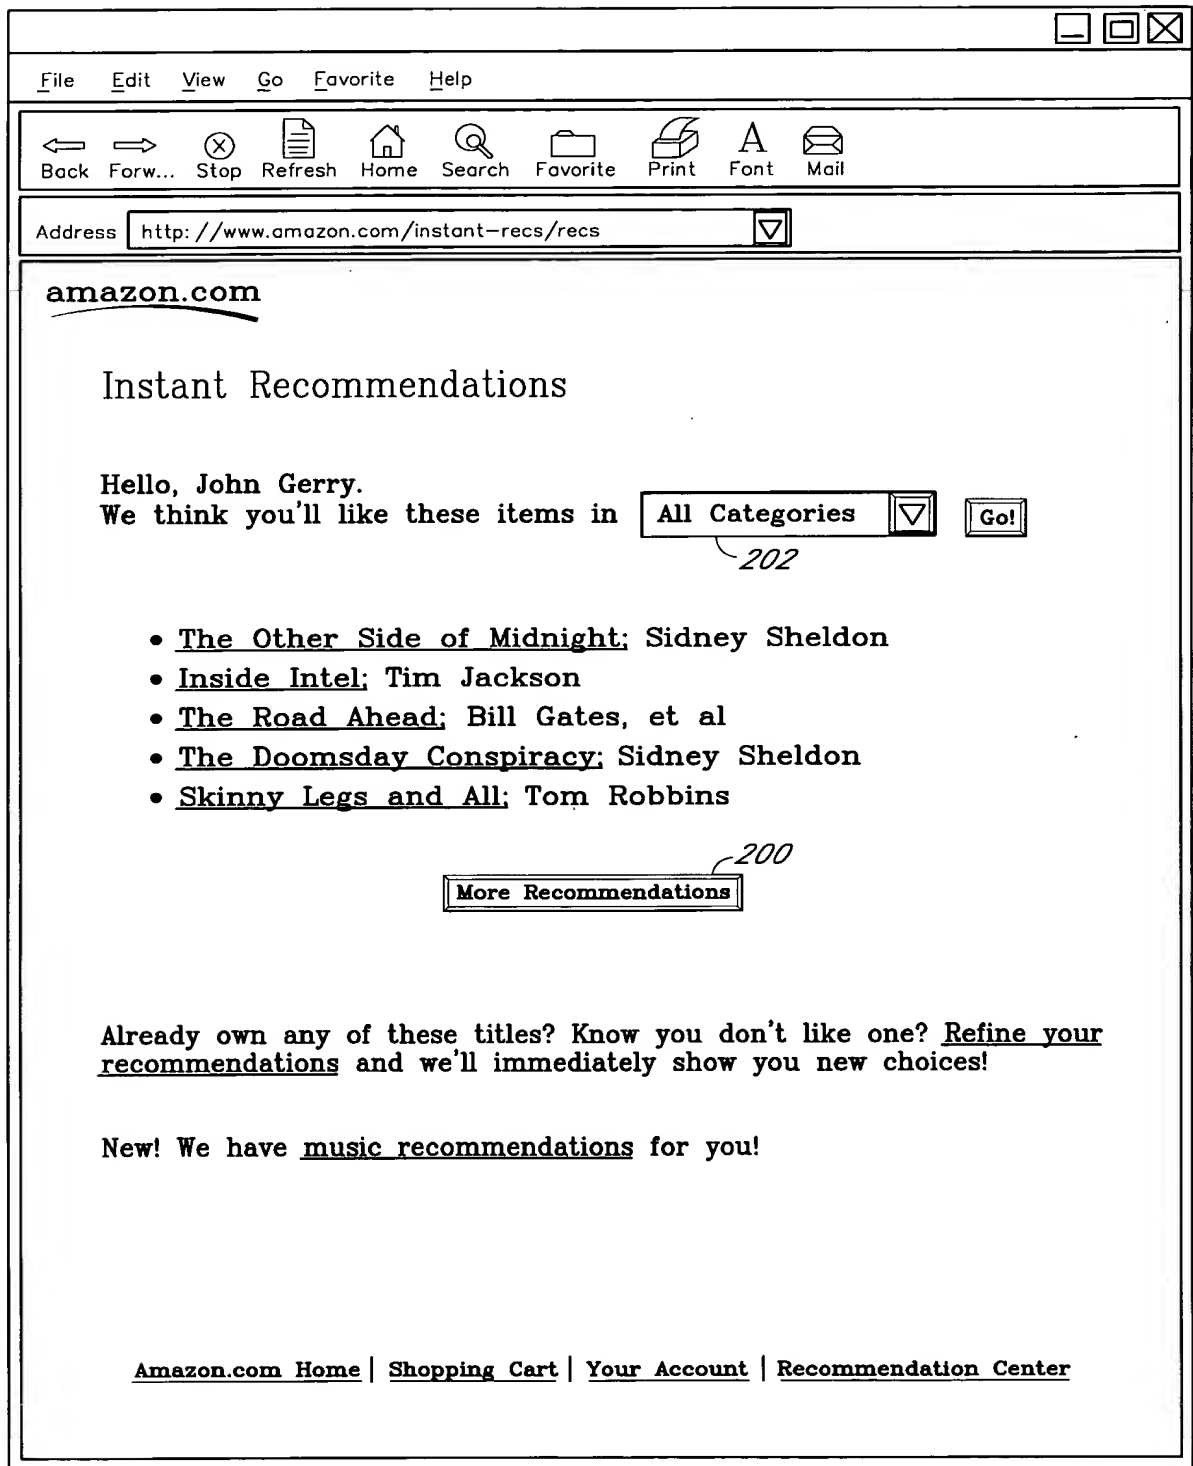 File Edit View Go Favorite Help
Back Forw... Stop Refresh Home Search Favorite Print A Font Mail
Address http://www.amazon.com/instant-recs/recs
amazon.com
Instant Recommendations
Hello, John Gerry.
We think you'll like these items in All Categories Go!
202
• The Other Side of Midnight; Sidney Sheldon
• Inside Intel; Tim Jackson
• The Road Ahead; Bill Gates, et al
• The Doomsday Conspiracy; Sidney Sheldon
• Skinny Legs and All; Tom Robbins
200
More Recommendations
Already own any of these titles? Know you don't like one? Refine your
recommendations and we'll immediately show you new choices!
New! We have music recommendations for you!
Amazon.com Home | Shopping Cart | Your Account | Recommendation Center